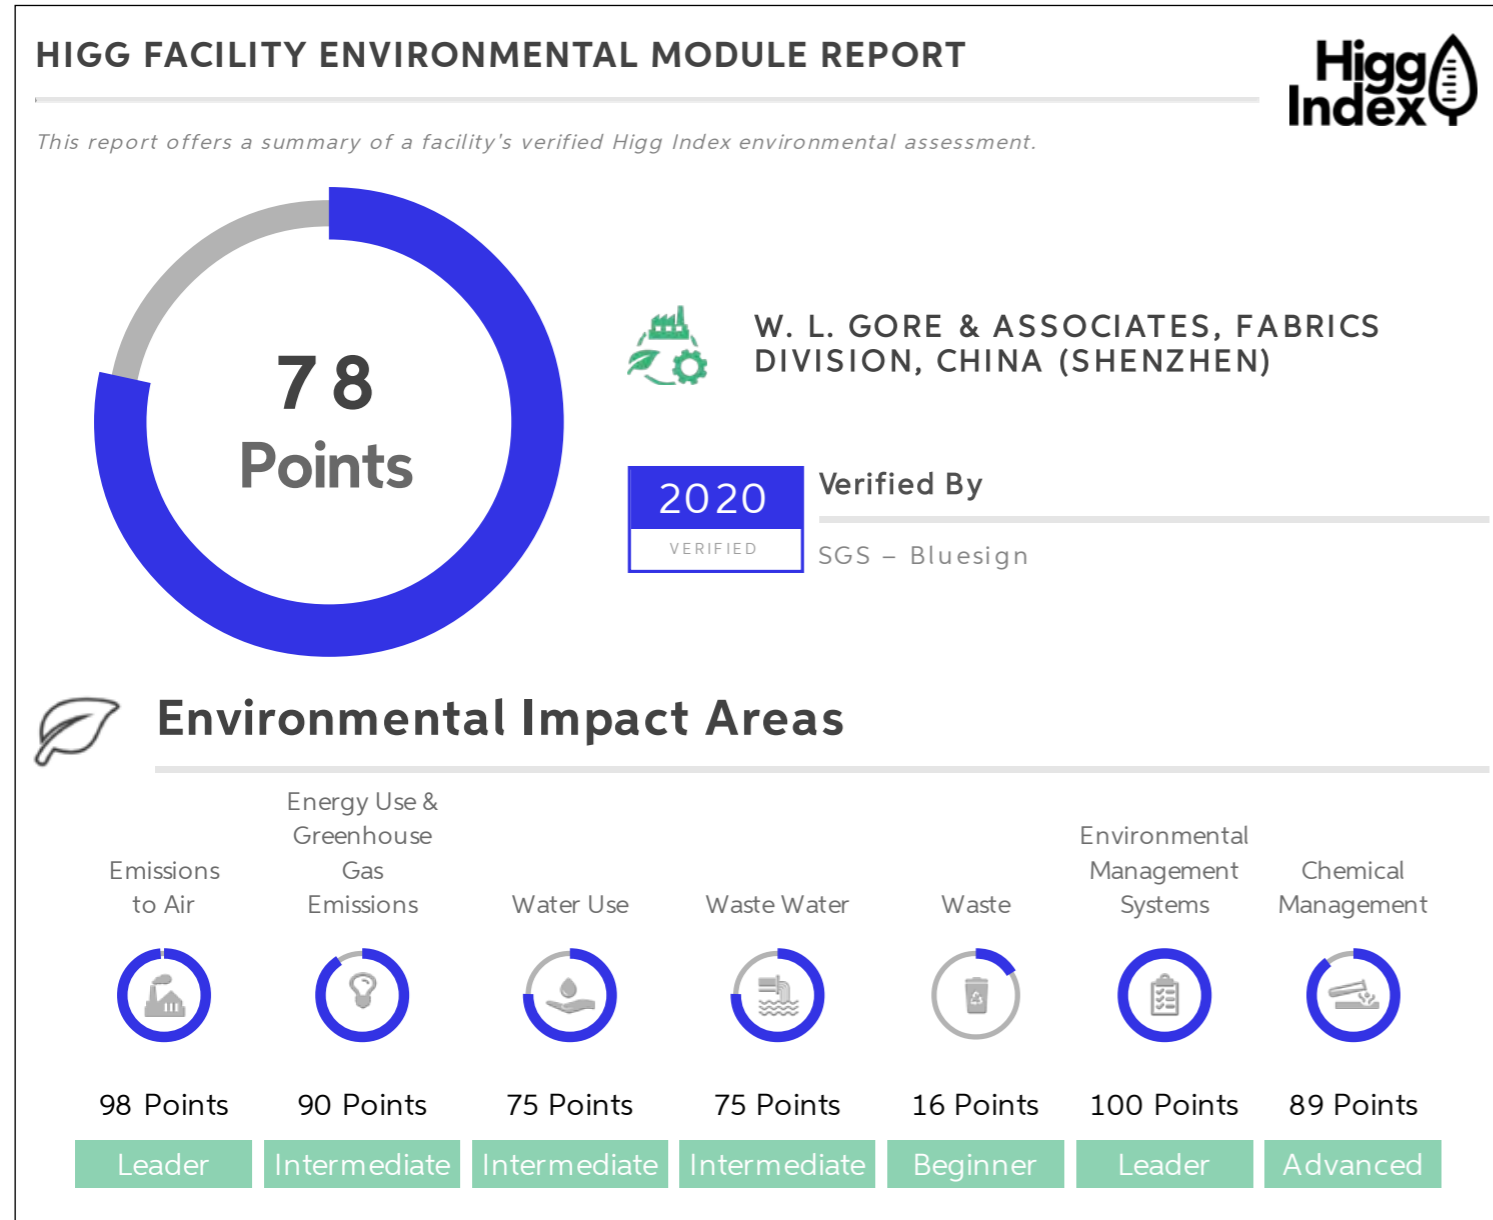 HIGG FACILITY ENVIRONMENTAL MODULE REPORT
Higg
Index
This report offers a summary of a facility's verified Higg Index environmental assessment.
78
Points
W. L. GORE & ASSOCIATES, FABRICS
DIVISION, CHINA (SHENZHEN)
2020
VERIFIED
Verified By
SGS – Bluesign
Environmental Impact Areas
Emissions
to Air
98 Points
Leader
Energy Use &
Greenhouse
Gas
Emissions
90 Points
Intermediate
Water Use
75 Points
Intermediate
Waste Water
75 Points
Intermediate
Waste
16 Points
Beginner
Environmental
Management
Systems
100 Points
Leader
Chemical
Management
89 Points
Advanced